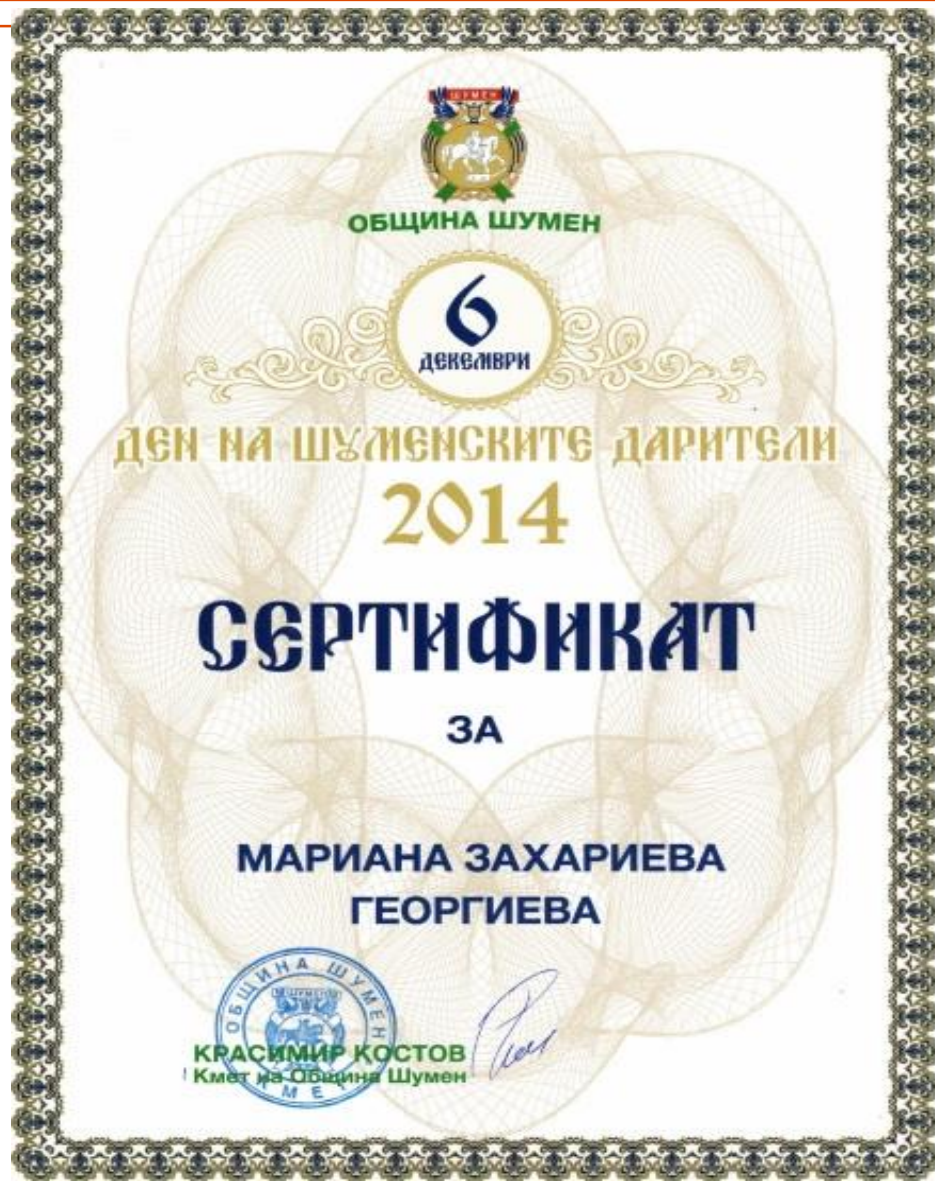 ШУМЕН
ОБЩИНА ШУМЕН
6
ДЕКЕМВРИ
ДЕН НА ШУМЕНСКИТЕ ДАРИТЕЛИ
2014
СЕРТИФИКАТ
ЗА
МАРИАНА ЗАХАРИЕВА
ГЕОРГИЕВА
ОБЩИНА ШУМЕН
КМЕТ
КРАСИМИР КОСТОВ
Кмет на Община Шумен